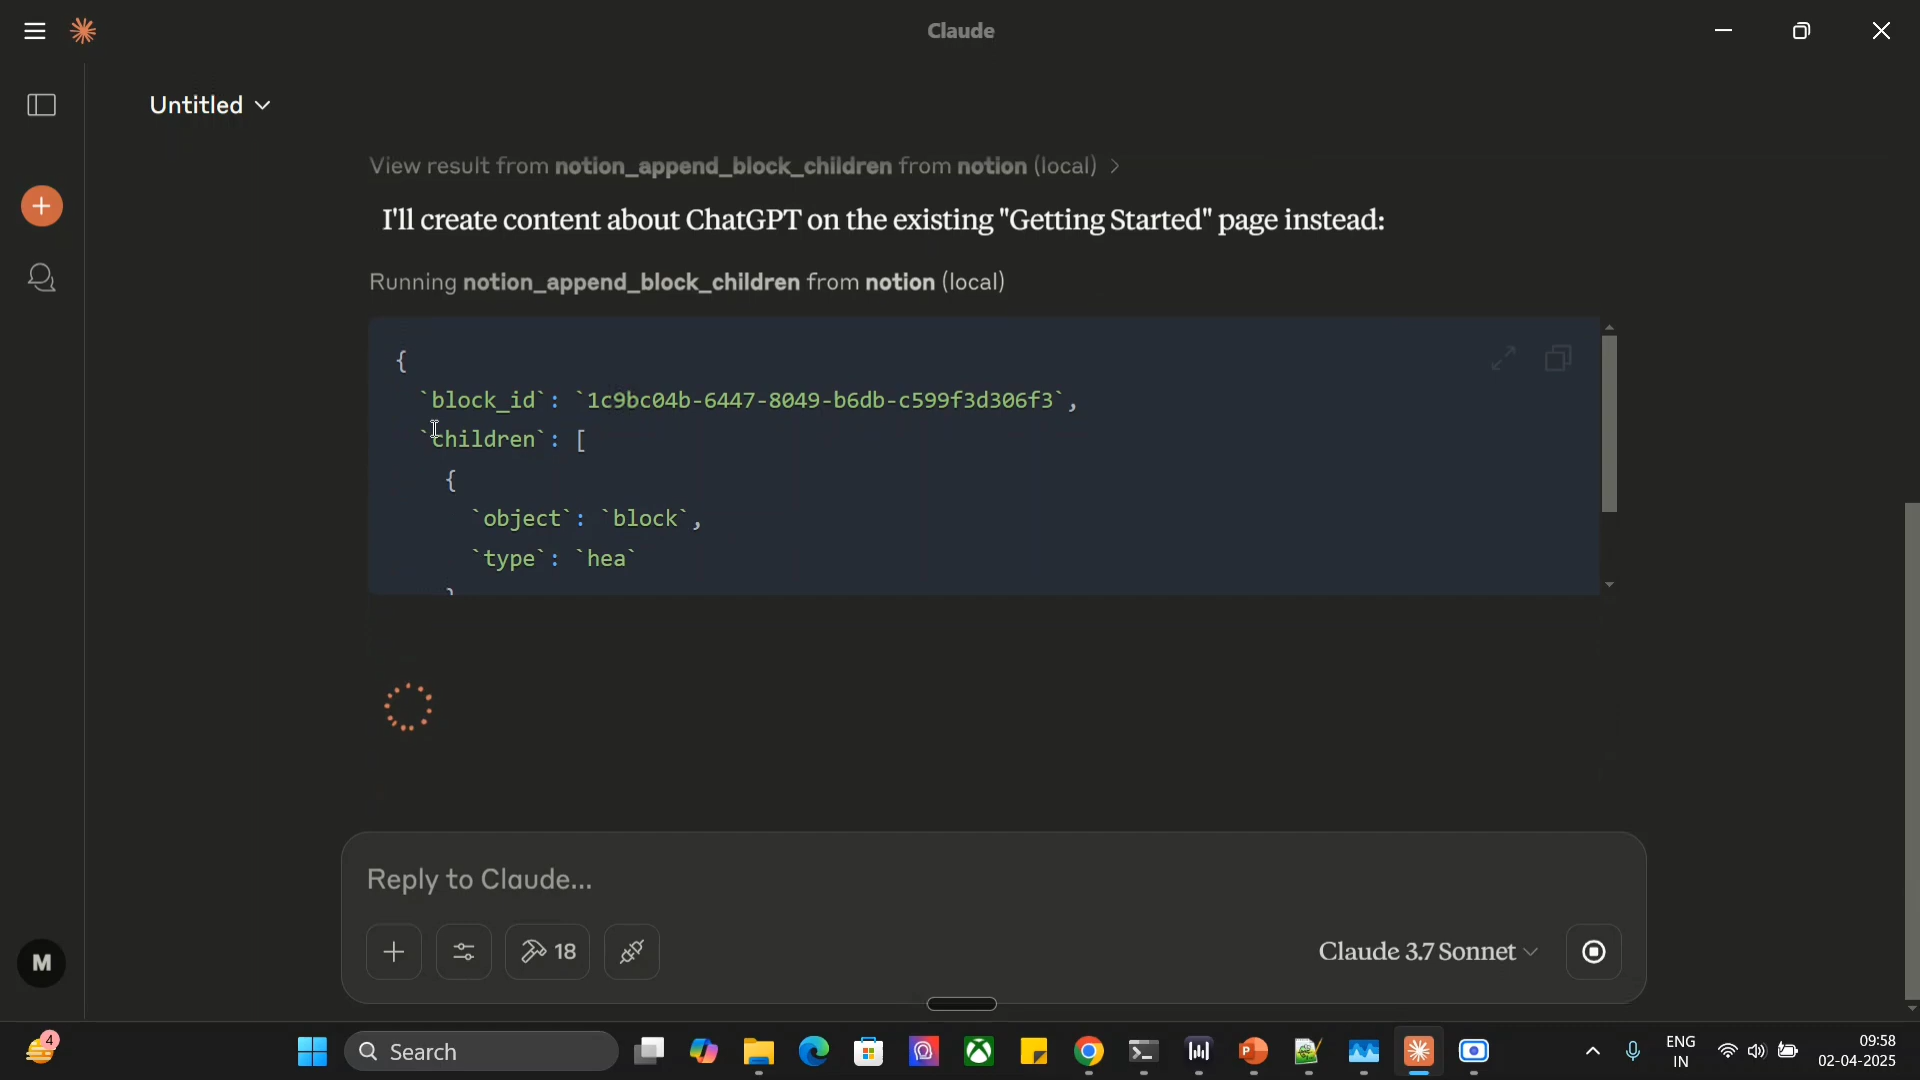 Claude
Untitled
View result from notion_append_block_children from notion (local)
I'll create content about ChatGPT on the existing "Getting Started" page instead:
Running notion_append_block_children from notion (local)
{
`block_id`: `1c9bc04b-6447-8049-b6db-c599f3d306f3`,
`children`: [
{
`object`: `block`,
`type`: `hea`
}
Reply to Claude...
18
Claude 3.7 Sonnet
M
4
Search
ENG
IN
09:58
02-04-2025